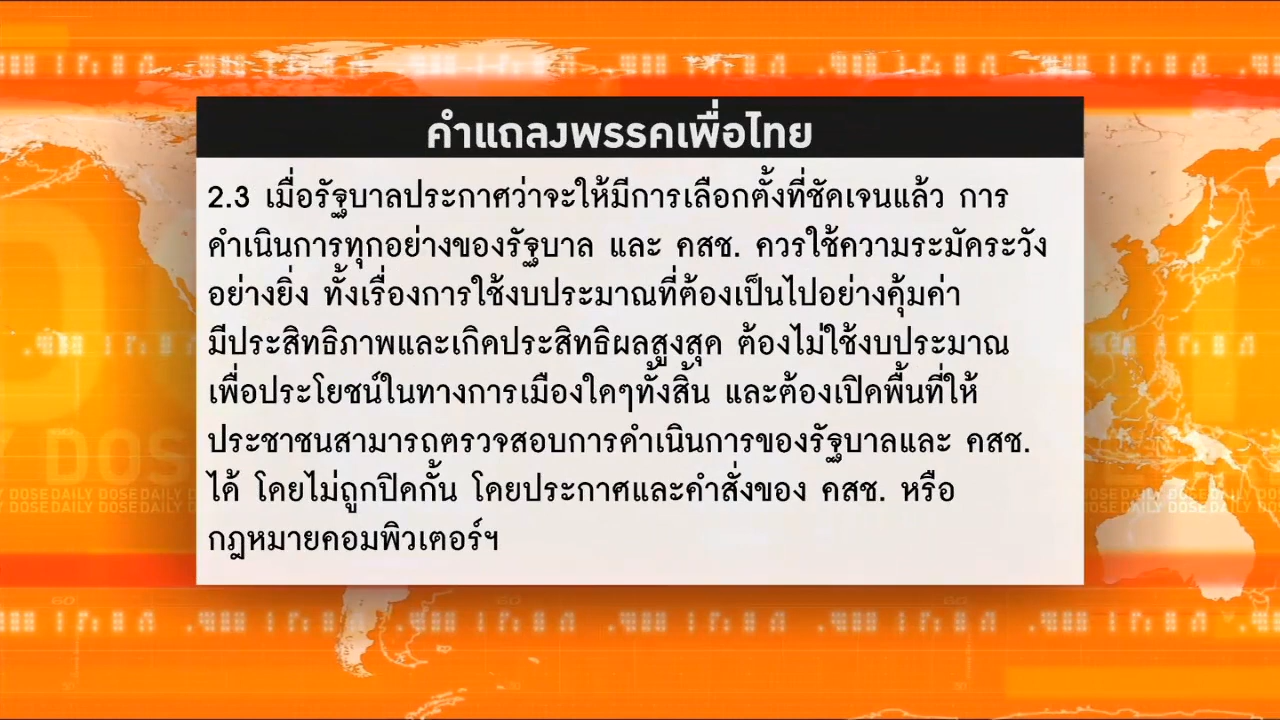 คำแถลงพรรคเพื่อไทย
2.3 เมื่อรัฐบาลประกาศว่าจะให้มีการเลือกตั้งที่ชัดเจนแล้ว การ
ดำเนินการทุกอย่างของรัฐบาล และ คสช. ควรใช้ความระมัดระวัง
อย่างยิ่ง ทั้งเรื่องการใช้งบประมาณที่ต้องเป็นไปอย่างคุ้มค่า
มีประสิทธิภาพและเกิดประสิทธิผลสูงสุด ต้องไม่ใช้งบประมาณ
เพื่อประโยชน์ในทางการเมืองใดๆทั้งสิ้น และต้องเปิดพื้นที่ให้
ประชาชนสามารถตรวจสอบการดำเนินการของรัฐบาลและ คสช.
ได้ โดยไม่ถูกปิดกั้น โดยประกาศและคำสั่งของ คสช. หรือ
กฎหมายคอมพิวเตอร์ฯ
DOSE
DOSE DAILY DOSE
DOSE DAILY DOSE